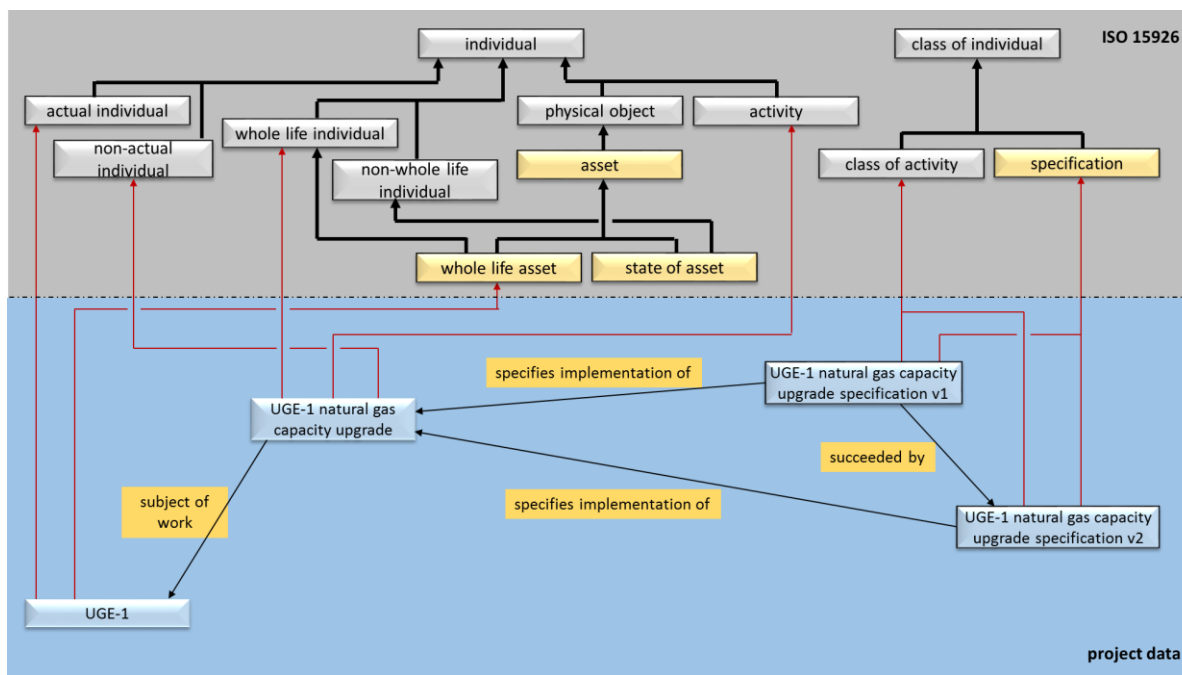 individual
class of individual
ISO 15926
actual individual
physical object
activity
whole life individual
non-actual
individual
asset
class of activity
specification
non-whole life
individual
whole life asset
state of asset
specifies implementation of
UGE-1 natural gas capacity
upgrade specification v1
UGE-1 natural gas
capacity upgrade
succeeded by
subject of
work
specifies implementation of
UGE-1 natural gas capacity
upgrade specification v2
UGE-1
project data